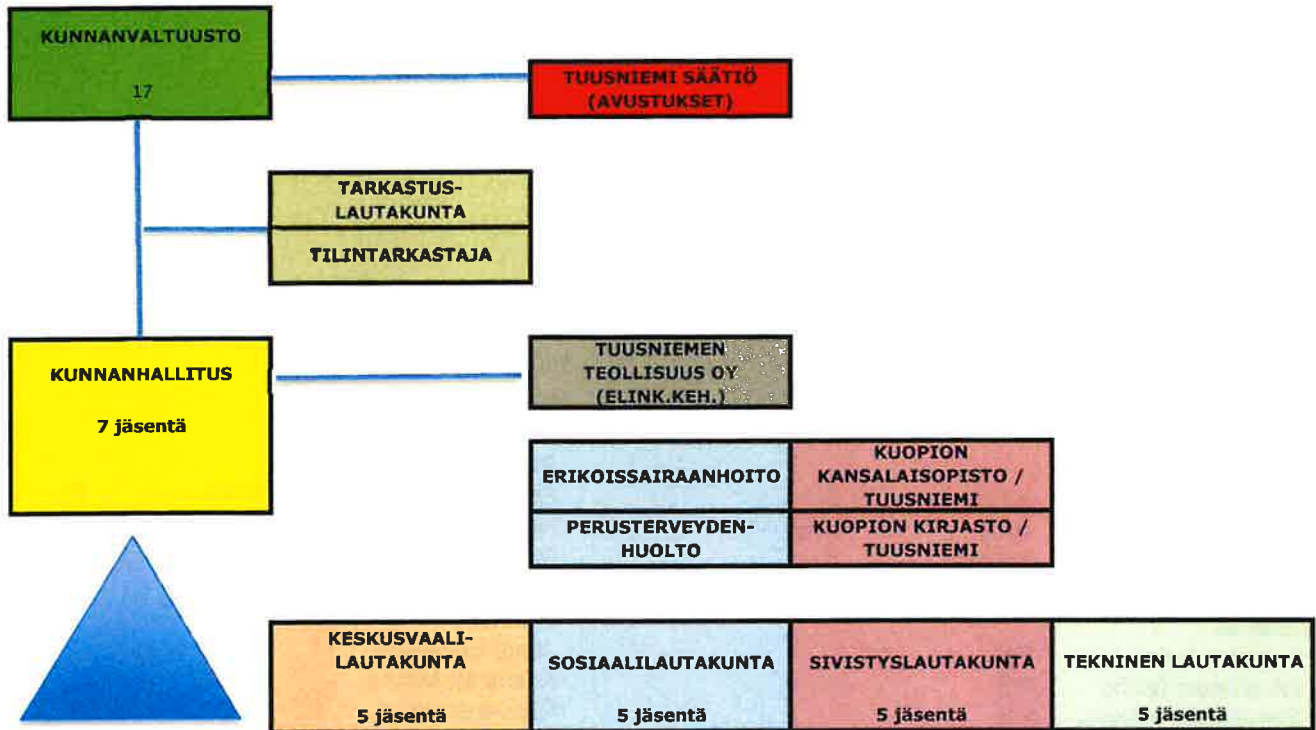 KUNNANVALTUUSTO
17
TUUSNIEMI SÄÄTIÖ
(AVUSTUKSET)
TARKASTUS-
LAUTAKUNTA
TILINTARKASTAJA
KUNNANHALLITUS
7 jäsentä
TUUSNIEMEN
TEOLLISUUS OY
(ELINK.KEH.)
ERIKOISSAIRAANHOITO
KUOPION
KANSALAISOPISTO /
TUUSNIEMI
PERUSTERVEYDEN-
HUOLTO
KUOPION KIRJASTO /
TUUSNIEMI
KESKUSVAALI-
LAUTAKUNTA
5 jäsentä
SOSIAALILAUTAKUNTA
5 jäsentä
SIVISTYSLAUTAKUNTA
5 jäsentä
TEKNINEN LAUTAKUNTA
5 jäsentä